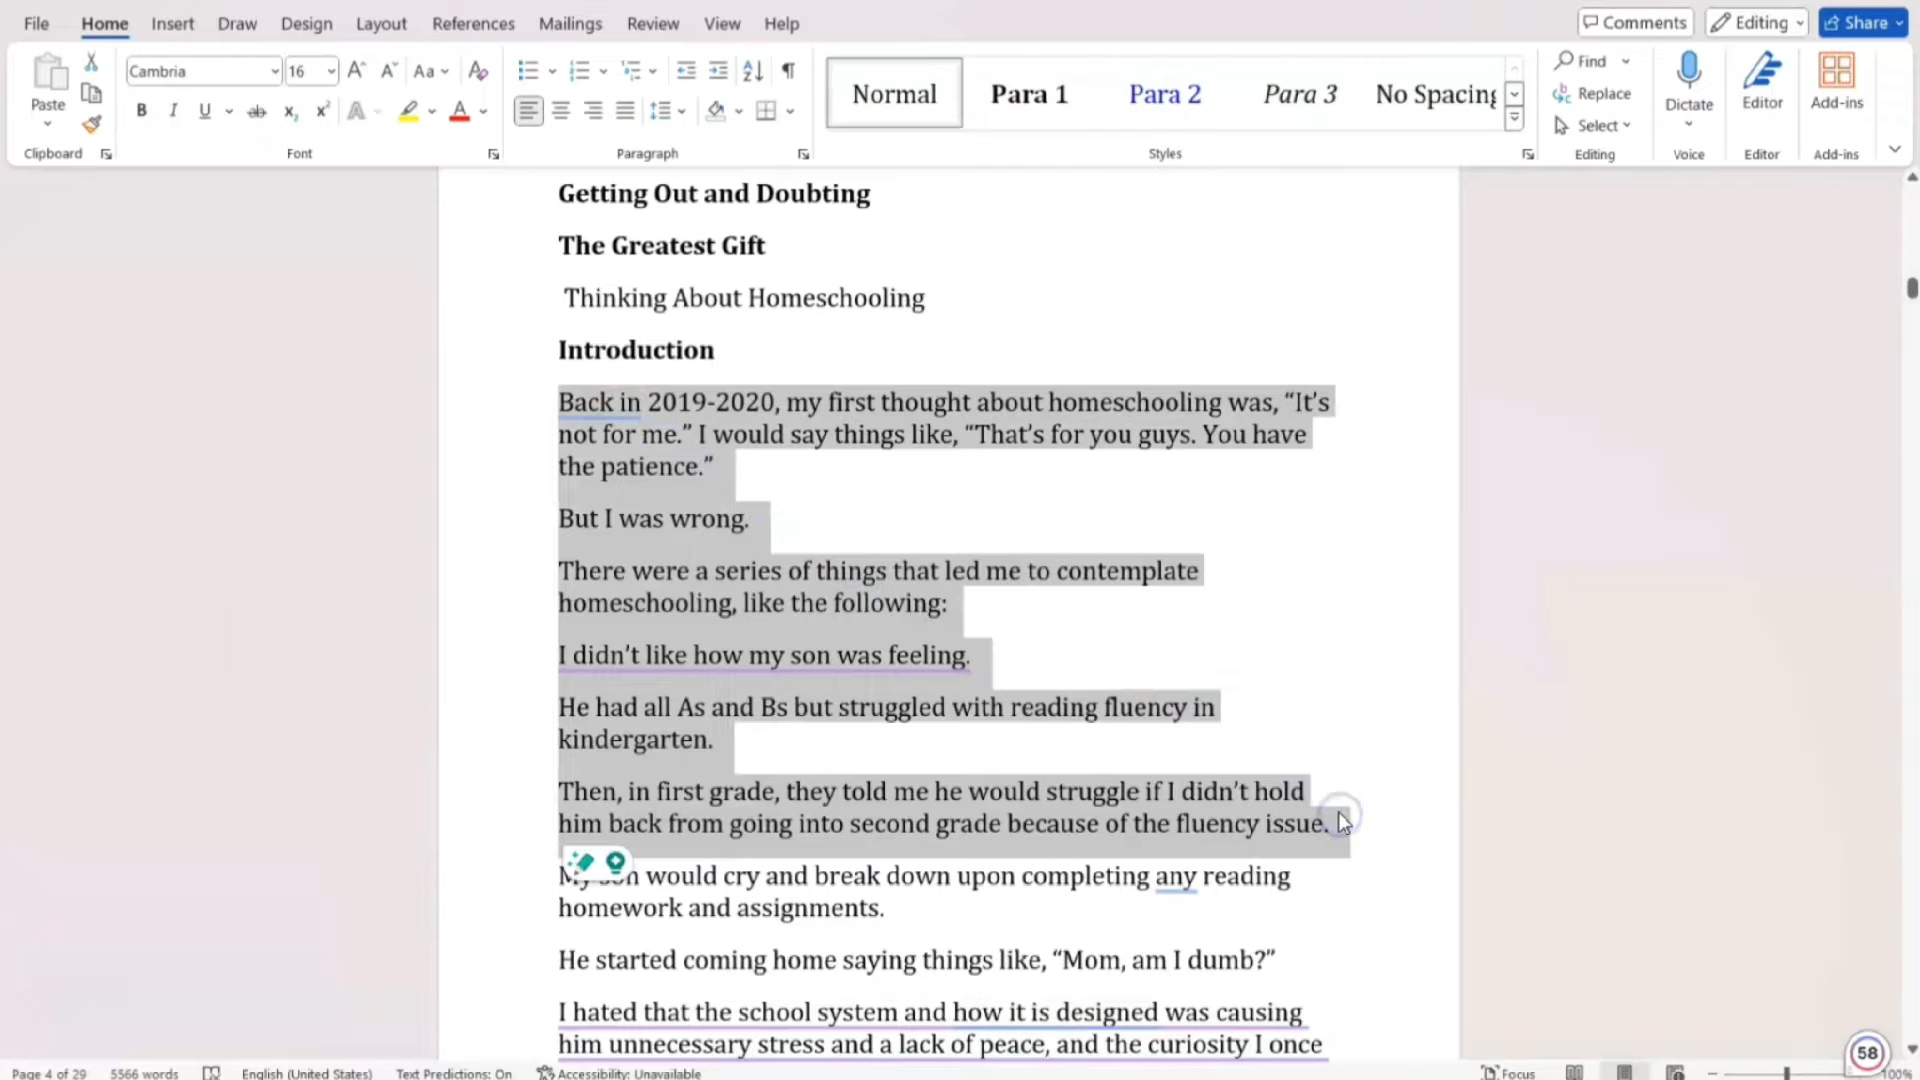 File Home Insert Draw Design Layout References Mailings Review View Help Comments Editing Share
Cambria 16 Aa
Paste
B I U ab x₂ x² A A
Normal Para 1 Para 2 Para 3 No Spacing
Find
Replace
Select
Dictate Editor Add-ins
Clipboard Font Paragraph Styles Editing Voice Editor Add-ins
Getting Out and Doubting
The Greatest Gift
Thinking About Homeschooling
Introduction
Back in 2019-2020, my first thought about homeschooling was, “It’s
not for me.” I would say things like, “That’s for you guys. You have
the patience.”
But I was wrong.
There were a series of things that led me to contemplate
homeschooling, like the following:
I didn’t like how my son was feeling.
He had all As and Bs but struggled with reading fluency in
kindergarten.
Then, in first grade, they told me he would struggle if I didn’t hold
him back from going into second grade because of the fluency issue.
My son would cry and break down upon completing any reading
homework and assignments.
He started coming home saying things like, “Mom, am I dumb?”
I hated that the school system and how it is designed was causing
him unnecessary stress and a lack of peace, and the curiosity I once
58
Page 4 of 29 5566 words English (United States) Text Predictions: On Accessibility: Unavailable Focus 100%